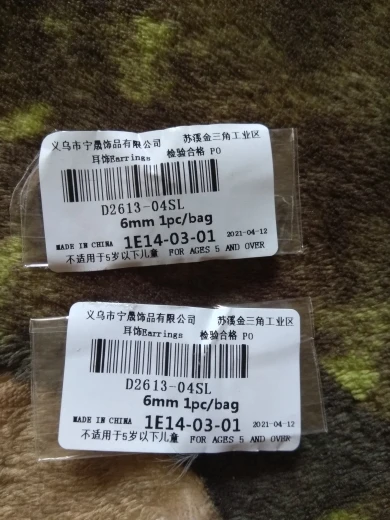 义乌市宁晟饰品有限公司 苏溪金三角工业区
耳饰Earrings 检验合格 PO
D2613-04SL
6mm 1pc/bag
MADE IN CHINA 1E14-03-01 2021-04-12
不适用于5岁以下儿童 FOR AGES 5 AND OVER
义乌市宁晟饰品有限公司 苏溪金三角工业区
耳饰Earrings 检验合格 PO
D2613-04SL
6mm 1pc/bag
MADE IN CHINA 1E14-03-01 2021-04-12
不适用于5岁以下儿童 FOR AGES 5 AND OVER